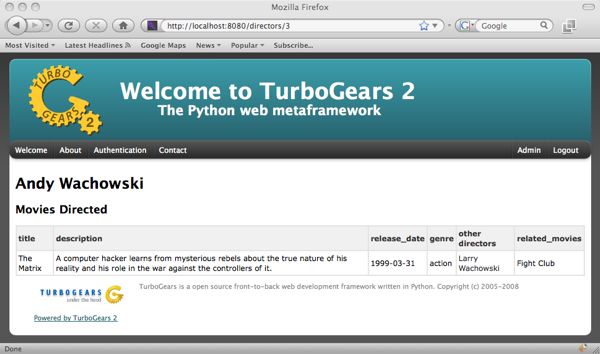 Mozilla Firefox
http://localhost:8080/directors/3
Google
Most Visited
Latest Headlines
Google Maps
News
Popular
Subscribe...
TURBO
GEARS
2
Welcome to TurboGears 2
The Python web metaframework
Welcome About Authentication Contact Admin Logout
Andy Wachowski
Movies Directed
title description release_date genre other directors related_movies
The Matrix
A computer hacker learns from mysterious rebels about the true nature of his
reality and his role in the war against the controllers of it.
1999-03-31
action
Larry Wachowski
Fight Club
TURBOGEARS
under the hood
TurboGears is a open source front-to-back web development framework written in Python. Copyright (c) 2005-2008
Powered by TurboGears 2
Done